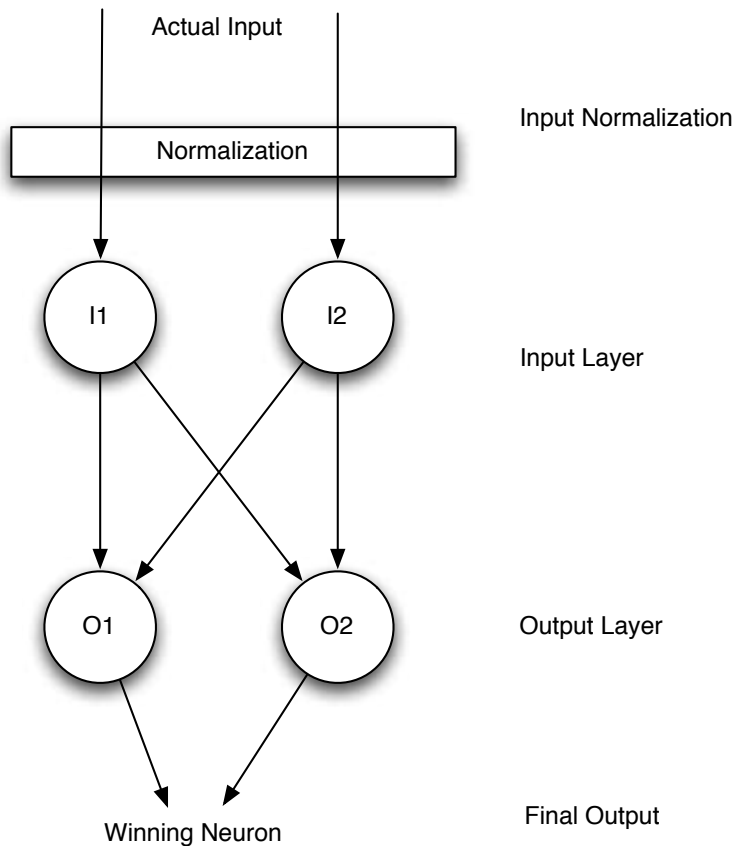 Actual Input
Input Normalization
Normalization
I1
I2
Input Layer
O1
O2
Output Layer
Final Output
Winning Neuron